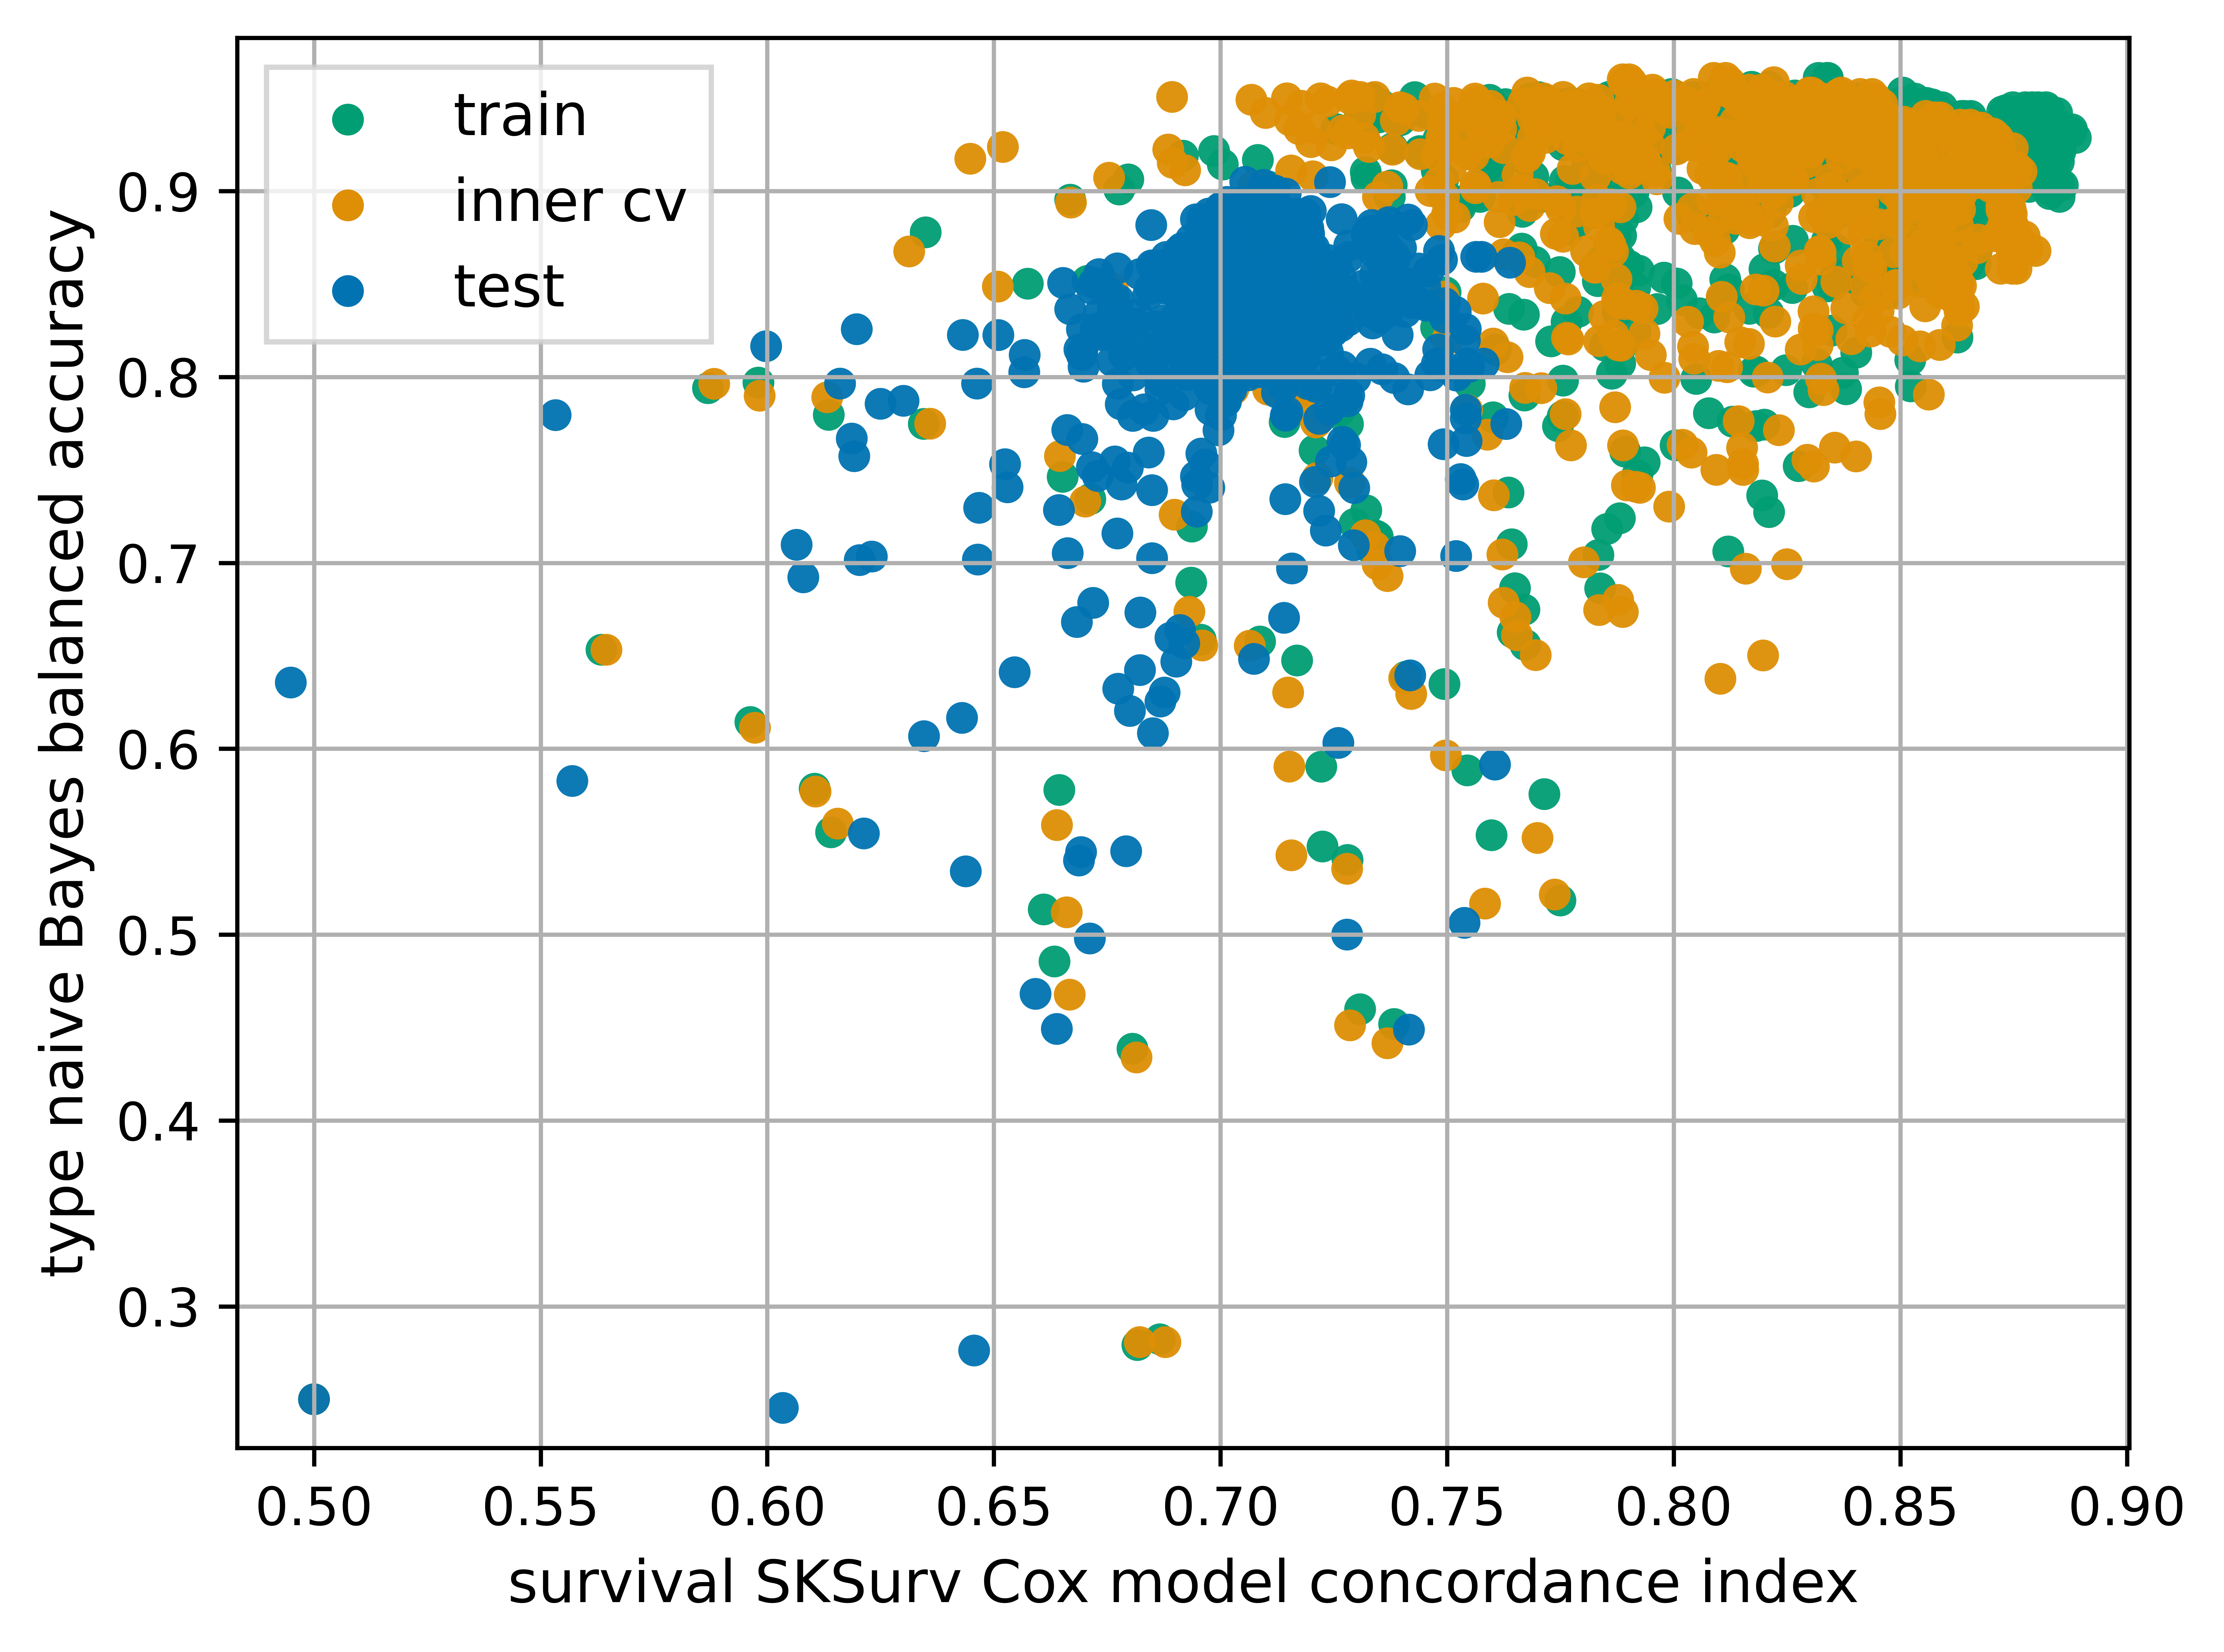 train
inner cv
test
type naive Bayes balanced accuracy
0.9
0.8
0.7
0.6
0.5
0.4
0.3
0.50 0.55 0.60 0.65 0.70 0.75 0.80 0.85 0.90
survival SKSurv Cox model concordance index